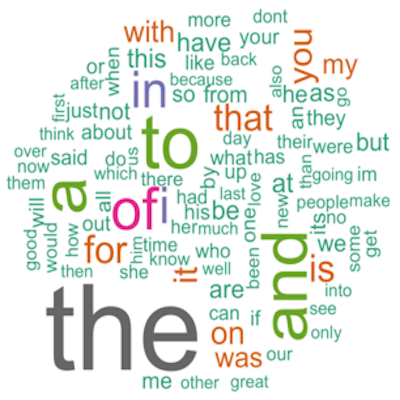 more dont
with have your
or when this like back
after because also you my
in so from he as go
first just not that an they
think about to day their were but
over said do us what has than
now which there by up at going im
them a all had last love
will of i his be new people make
good would out her much one its no
how for him time who we some get
then she know it well been and is
the are into
can if see
on only
was our
me other great